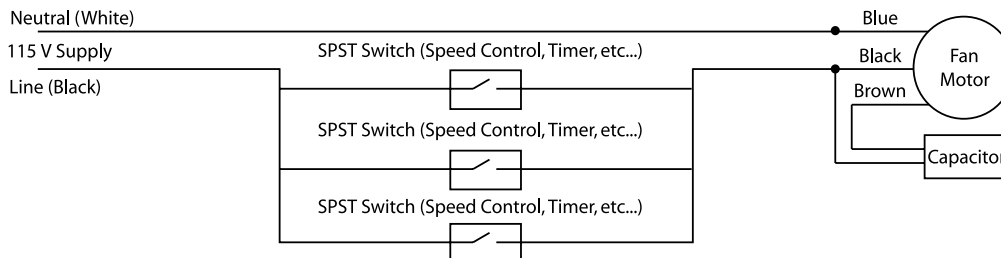 Neutral (White)
115 V Supply
Line (Black)
SPST Switch (Speed Control, Timer, etc...)
SPST Switch (Speed Control, Timer, etc...)
SPST Switch (Speed Control, Timer, etc...)
Blue
Black
Brown
Fan
Motor
Capacitor